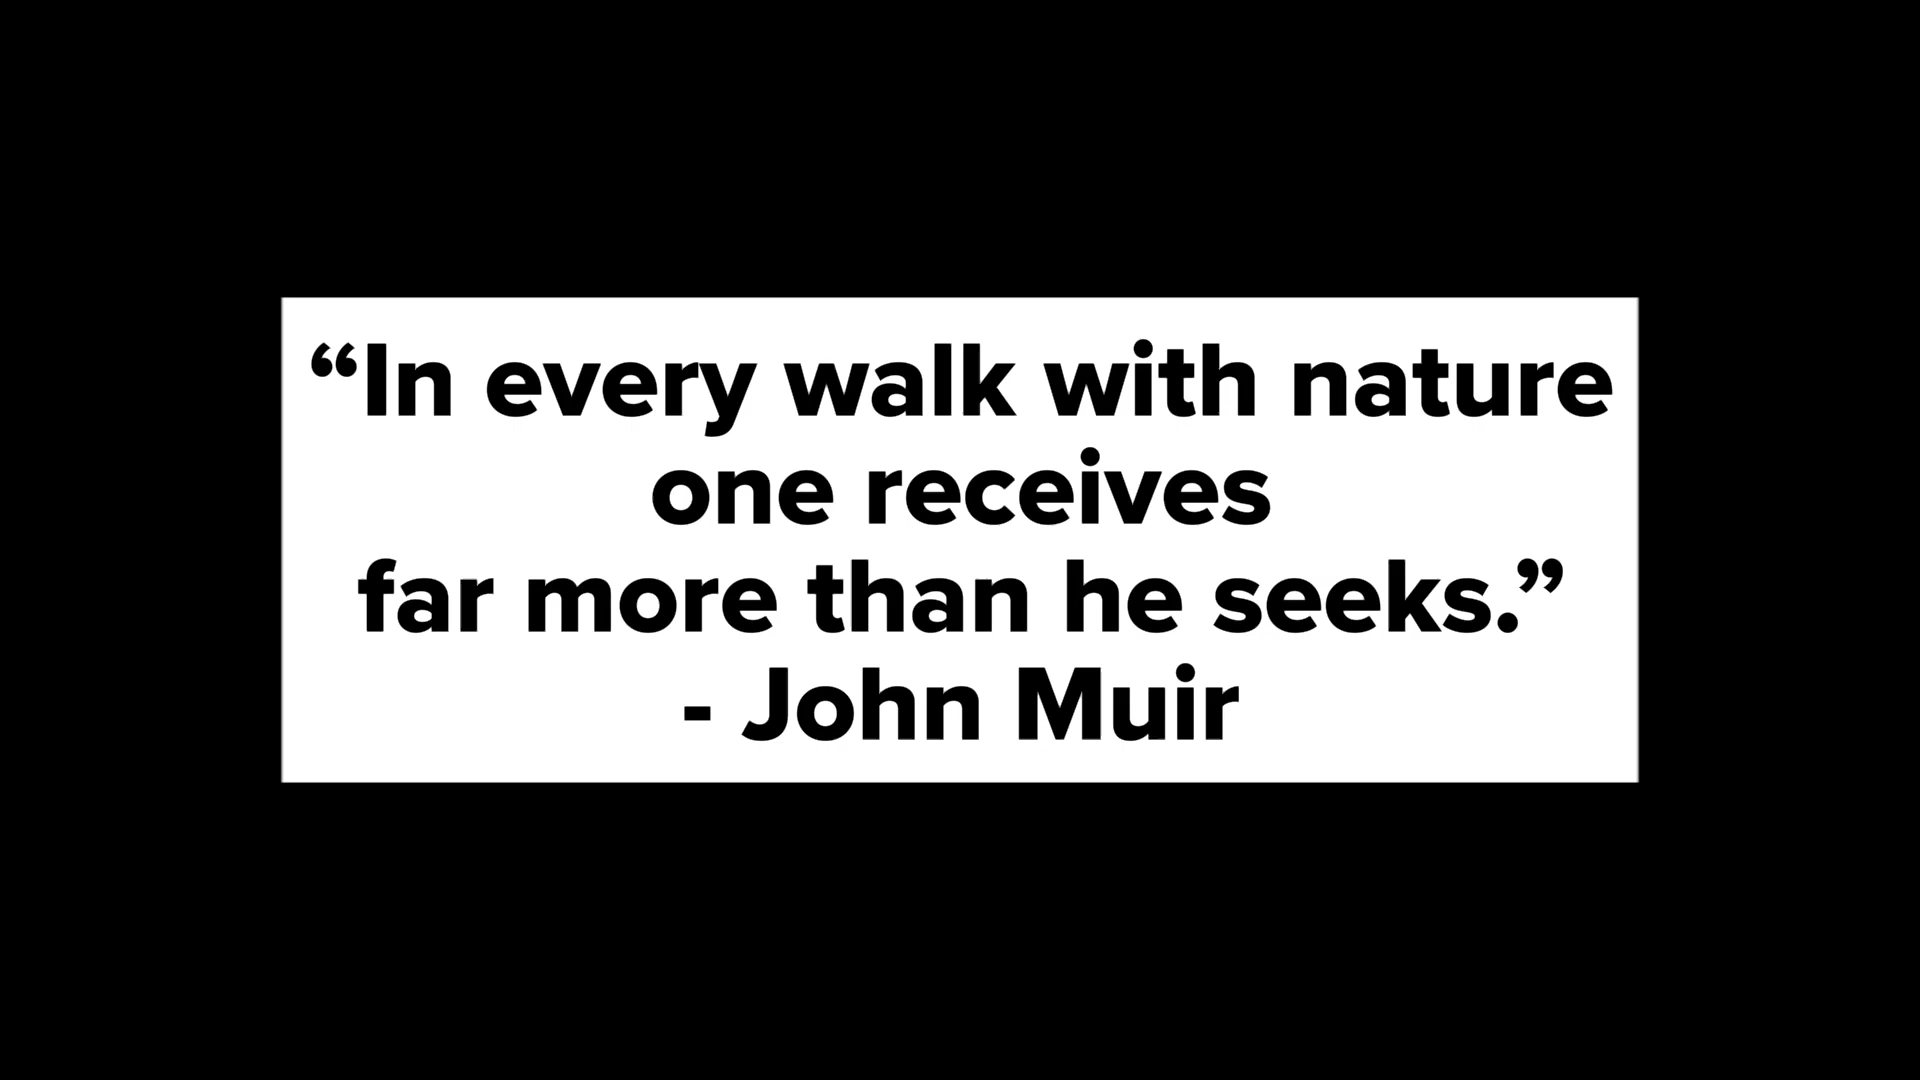 “In every walk with nature
one receives
far more than he seeks.”
- John Muir